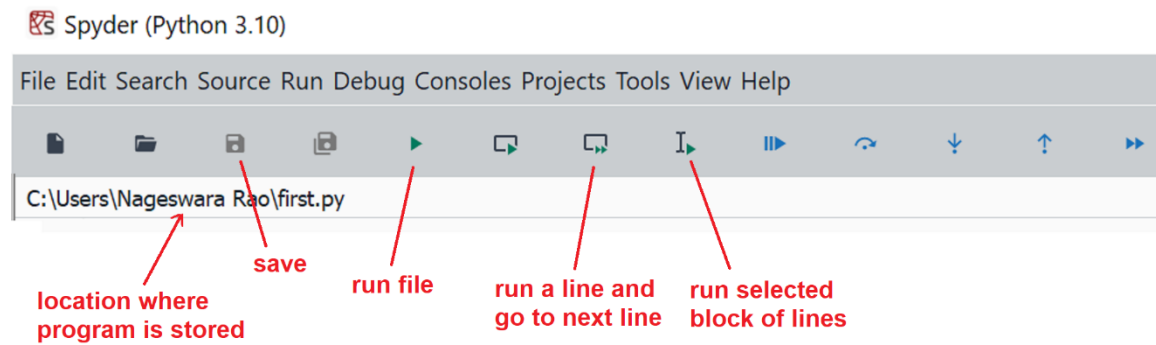 Spyder (Python 3.10)
File Edit Search Source Run Debug Consoles Projects Tools View Help
C:\Users\Nageswara Rao\first.py
location where
program is stored
save
run file
run a line and
go to next line
run selected
block of lines